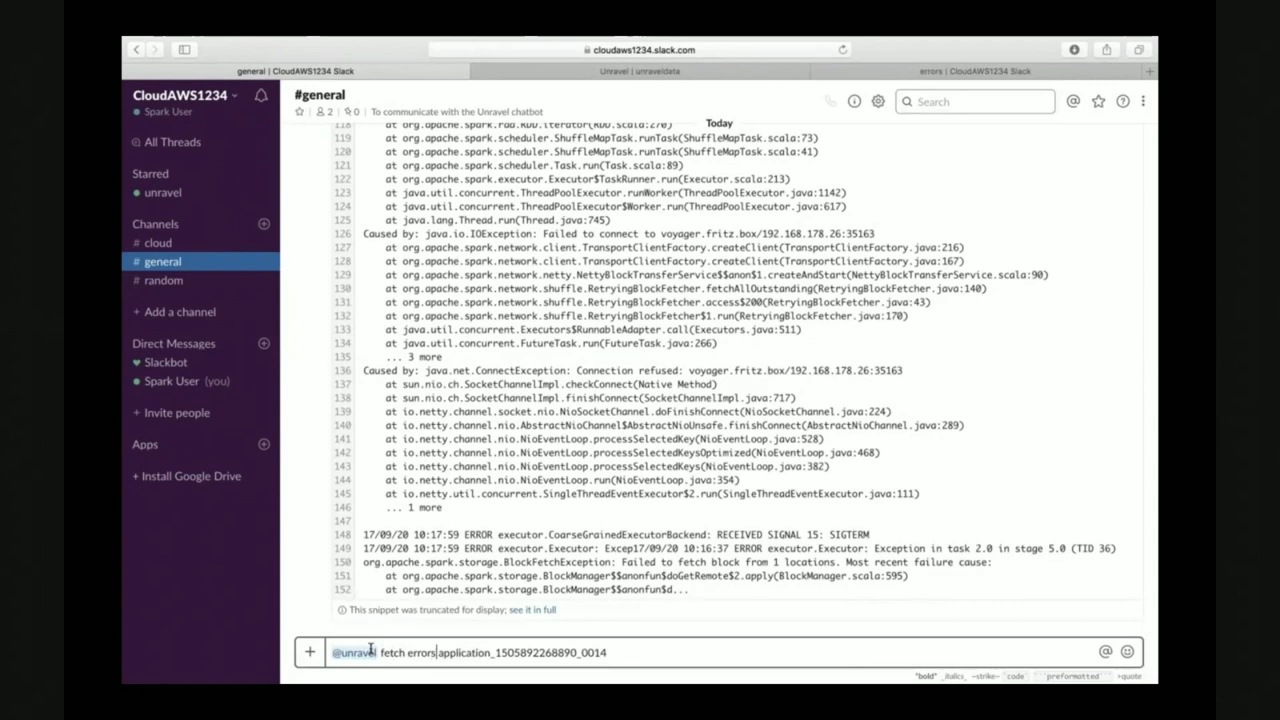 cloudaws1234.slack.com
general | CloudAWS1234 Slack
Unravel | unraveldata
errors | CloudAWS1234 Slack
CloudAWS1234
Spark User
All Threads
Starred
unravel
Channels
# cloud
# general
# random
+ Add a channel
Direct Messages
Slackbot
Spark User (you)
+ Invite people
Apps
+ Install Google Drive
#general
2
0
To communicate with the Unravel chatbot
Search
Today
118 at org.apache.spark.rdd.RDD.iterator(RDD.scala:270)
119 at org.apache.spark.scheduler.ShuffleMapTask.runTask(ShuffleMapTask.scala:73)
120 at org.apache.spark.scheduler.ShuffleMapTask.runTask(ShuffleMapTask.scala:41)
121 at org.apache.spark.scheduler.Task.run(Task.scala:89)
122 at org.apache.spark.executor.Executor$TaskRunner.run(Executor.scala:213)
123 at java.util.concurrent.ThreadPoolExecutor.runWorker(ThreadPoolExecutor.java:1142)
124 at java.util.concurrent.ThreadPoolExecutor$Worker.run(ThreadPoolExecutor.java:617)
125 at java.lang.Thread.run(Thread.java:745)
126 Caused by: java.io.IOException: Failed to connect to voyager.fritz.box/192.168.178.26:35163
127 at org.apache.spark.network.client.TransportClientFactory.createClient(TransportClientFactory.java:216)
128 at org.apache.spark.network.client.TransportClientFactory.createClient(TransportClientFactory.java:167)
129 at org.apache.spark.network.netty.NettyBlockTransferService$$anon$1.createAndStart(NettyBlockTransferService.scala:90)
130 at org.apache.spark.network.shuffle.RetryingBlockFetcher.fetchAllOutstanding(RetryingBlockFetcher.java:140)
131 at org.apache.spark.network.shuffle.RetryingBlockFetcher.access$200(RetryingBlockFetcher.java:43)
132 at org.apache.spark.network.shuffle.RetryingBlockFetcher$1.run(RetryingBlockFetcher.java:170)
133 at java.util.concurrent.Executors$RunnableAdapter.call(Executors.java:511)
134 at java.util.concurrent.FutureTask.run(FutureTask.java:266)
135 ... 3 more
136 Caused by: java.net.ConnectException: Connection refused: voyager.fritz.box/192.168.178.26:35163
137 at sun.nio.ch.SocketChannelImpl.checkConnect(Native Method)
138 at sun.nio.ch.SocketChannelImpl.finishConnect(SocketChannelImpl.java:717)
139 at io.netty.channel.socket.nio.NioSocketChannel.doFinishConnect(NioSocketChannel.java:224)
140 at io.netty.channel.nio.AbstractNioChannel$AbstractNioUnsafe.finishConnect(AbstractNioChannel.java:289)
141 at io.netty.channel.nio.NioEventLoop.processSelectedKey(NioEventLoop.java:528)
142 at io.netty.channel.nio.NioEventLoop.processSelectedKeysOptimized(NioEventLoop.java:468)
143 at io.netty.channel.nio.NioEventLoop.processSelectedKeys(NioEventLoop.java:382)
144 at io.netty.channel.nio.NioEventLoop.run(NioEventLoop.java:354)
145 at io.netty.util.concurrent.SingleThreadEventExecutor$2.run(SingleThreadEventExecutor.java:111)
146 ... 1 more
147
148 17/09/20 10:17:59 ERROR executor.CoarseGrainedExecutorBackend: RECEIVED SIGNAL 15: SIGTERM
149 17/09/20 10:17:59 ERROR executor.Executor: Excep17/09/20 10:16:37 ERROR executor.Executor: Exception in task 2.0 in stage 5.0 (TID 36)
150 org.apache.spark.storage.BlockFetchException: Failed to fetch block from 1 locations. Most recent failure cause:
151 at org.apache.spark.storage.BlockManager$$anonfun$doGetRemote$2.apply(BlockManager.scala:595)
152 at org.apache.spark.storage.BlockManager$$anonfun$d...
This snippet was truncated for display; see it in full
@unravel fetch errors application_1505892268890_0014
*bold* _italics_ ~strike~ `code` ```preformatted``` >quote